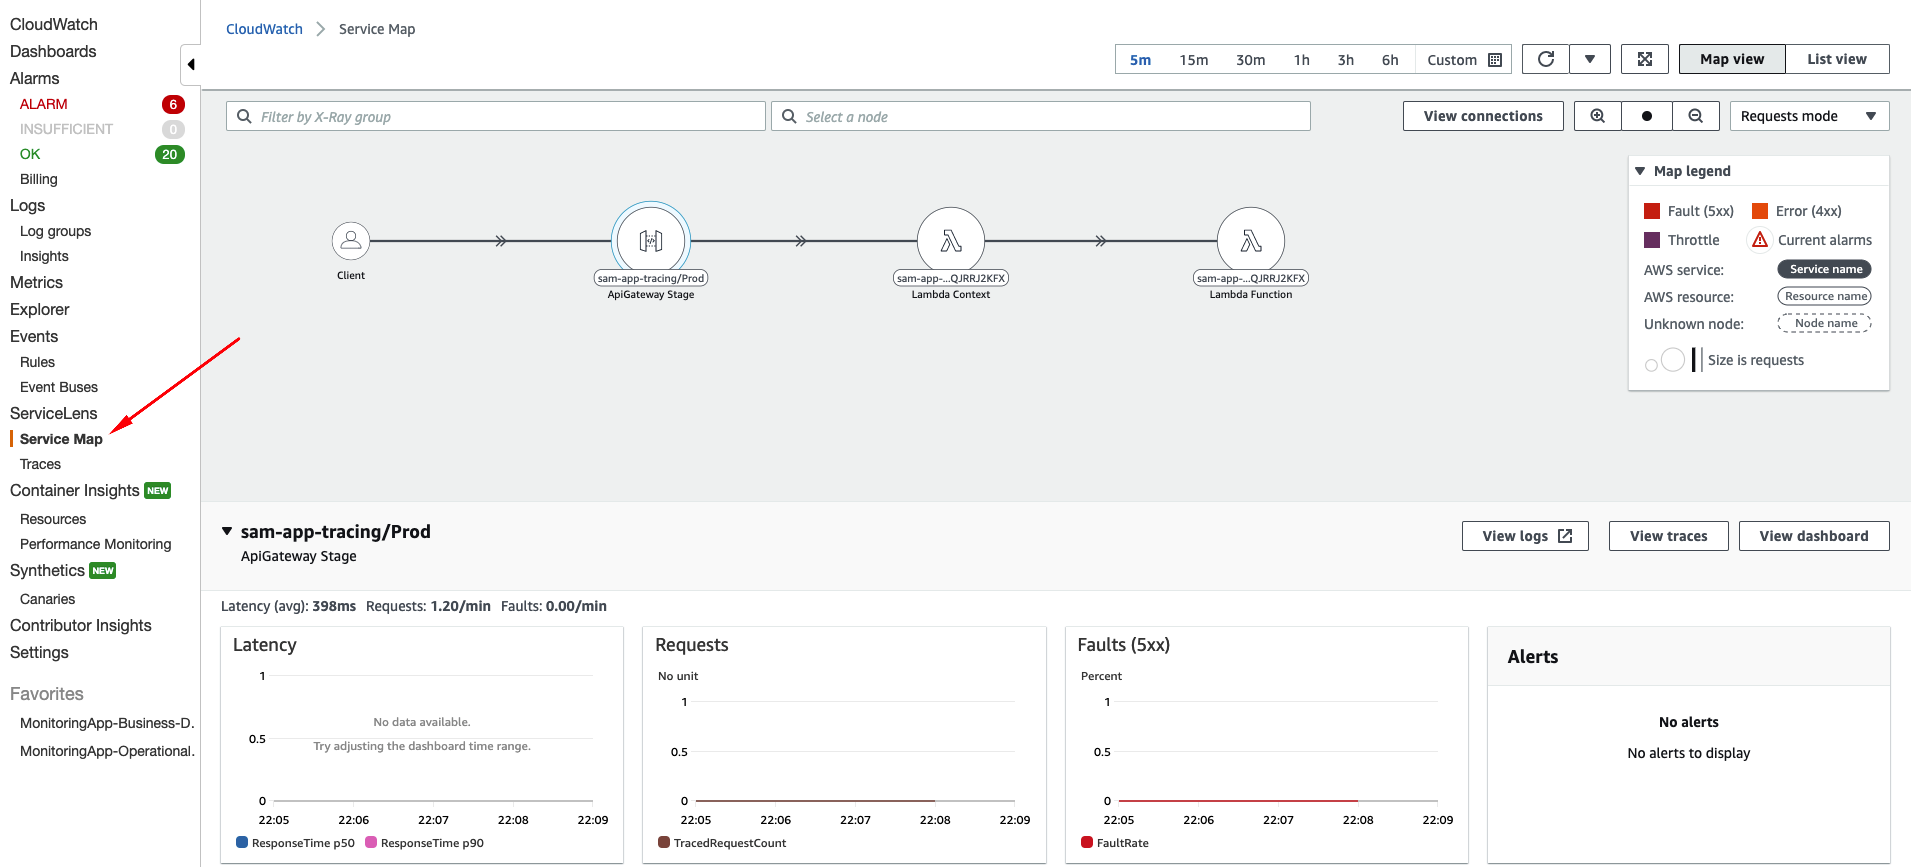 CloudWatch
Dashboards
Alarms
ALARM 6
INSUFFICIENT 0
OK 20
Billing
Logs
Log groups
Insights
Metrics
Explorer
Events
Rules
Event Buses
ServiceLens
Service Map
Traces
Container Insights NEW
Resources
Performance Monitoring
Synthetics NEW
Canaries
Contributor Insights
Settings
Favorites
MonitoringApp-Business-D.
MonitoringApp-Operational.
CloudWatch Service Map
5m 15m 30m 1h 3h 6h Custom Map view List view
Filter by X-Ray group Select a node View connections Requests mode
Client
sam-app-tracing/Prod
ApiGateway Stage
sam-app-...QJRRJ2KFX
Lambda Context
sam-app-...QJRRJ2KFX
Lambda Function
Map legend
Fault (5xx) Error (4xx)
Throttle Current alarms
AWS service: Service name
AWS resource: Resource name
Unknown node: Node name
Size is requests
sam-app-tracing/Prod
ApiGateway Stage
View logs View traces View dashboard
Latency (avg): 398ms Requests: 1.20/min Faults: 0.00/min
Latency
1
No data available.
0.5
Try adjusting the dashboard time range.
0
22:05 22:06 22:07 22:08 22:09
ResponseTime p50 ResponseTime p90
Requests
No unit
1
0.5
0
22:05 22:06 22:07 22:08 22:09
TracedRequestCount
Faults (5xx)
Percent
1
0.5
0
22:05 22:06 22:07 22:08 22:09
FaultRate
Alerts
No alerts
No alerts to display